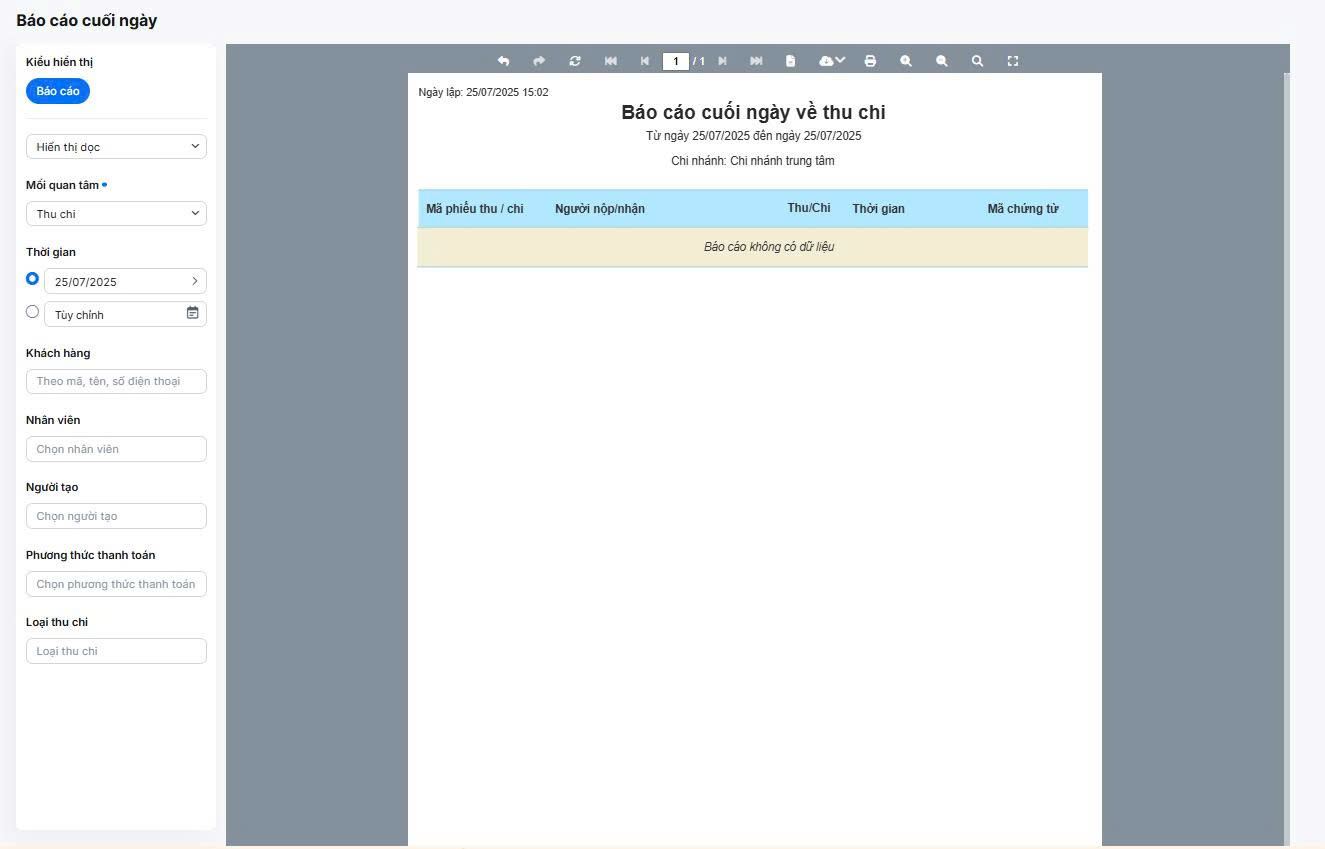 Báo cáo cuối ngày
Kiểu hiển thị
Báo cáo
Hiển thị dọc
Mối quan tâm
Thu chi
Thời gian
25/07/2025
Tùy chỉnh
Khách hàng
Theo mã, tên, số điện thoại
Nhân viên
Chọn nhân viên
Người tạo
Chọn người tạo
Phương thức thanh toán
Chọn phương thức thanh toán
Loại thu chi
Loại thu chi
1 / 1
Ngày lập: 25/07/2025 15:02
Báo cáo cuối ngày về thu chi
Từ ngày 25/07/2025 đến ngày 25/07/2025
Chi nhánh: Chi nhánh trung tâm
Mã phiếu thu / chi Người nộp/nhận Thu/Chi Thời gian Mã chứng từ
Báo cáo không có dữ liệu